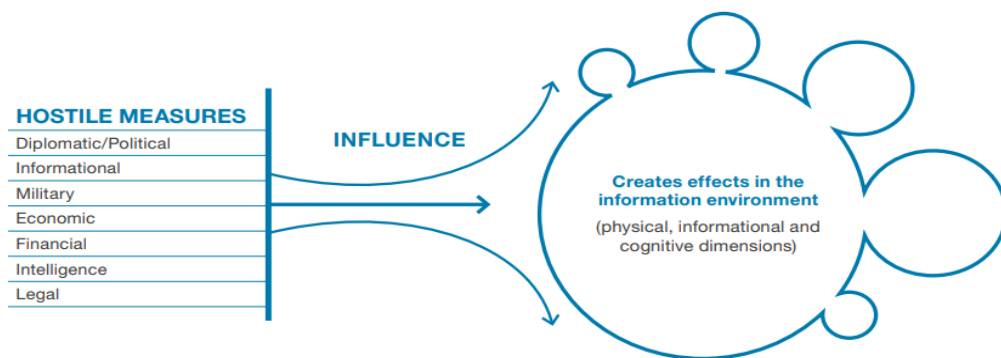 HOSTILE MEASURES
Diplomatic/Political
Informational
Military
Economic
Financial
Intelligence
Legal
INFLUENCE
Creates effects in the
information environment
(physical, informational and
cognitive dimensions)